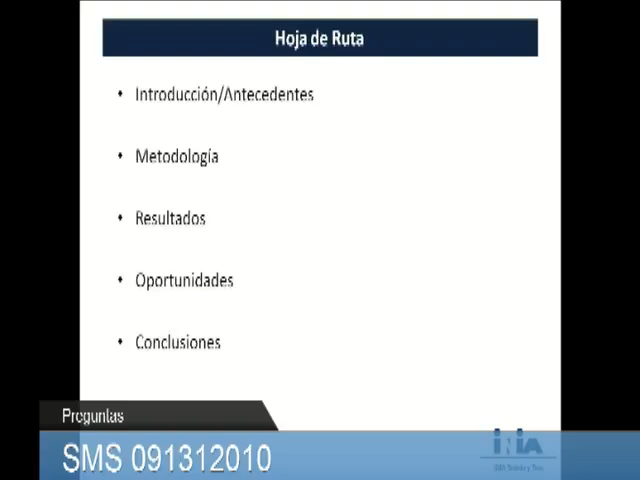 Hoja de Ruta
• Introducción/Antecedentes
• Metodología
• Resultados
• Oportunidades
• Conclusiones
Preguntas
SMS 091312010
INIA